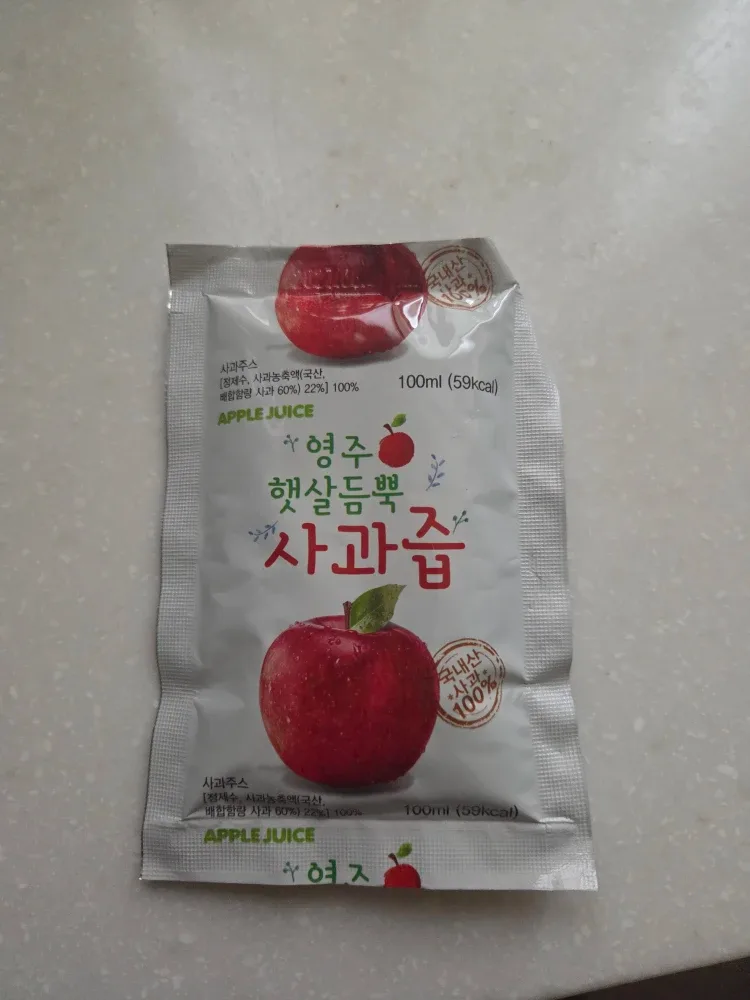 국내산
사과
100%
사과주스
[정제수, 사과농축액(국산,
배합함량 사과 60%) 22%] 100%
100ml (59kcal)
APPLE JUICE
영주
햇살듬뿍
사과즙
국내산
사과
100%
사과주스
[정제수, 사과농축액(국산,
배합함량 사과 60%) 22%] 100%
100ml (59kcal)
APPLE JUICE
영주